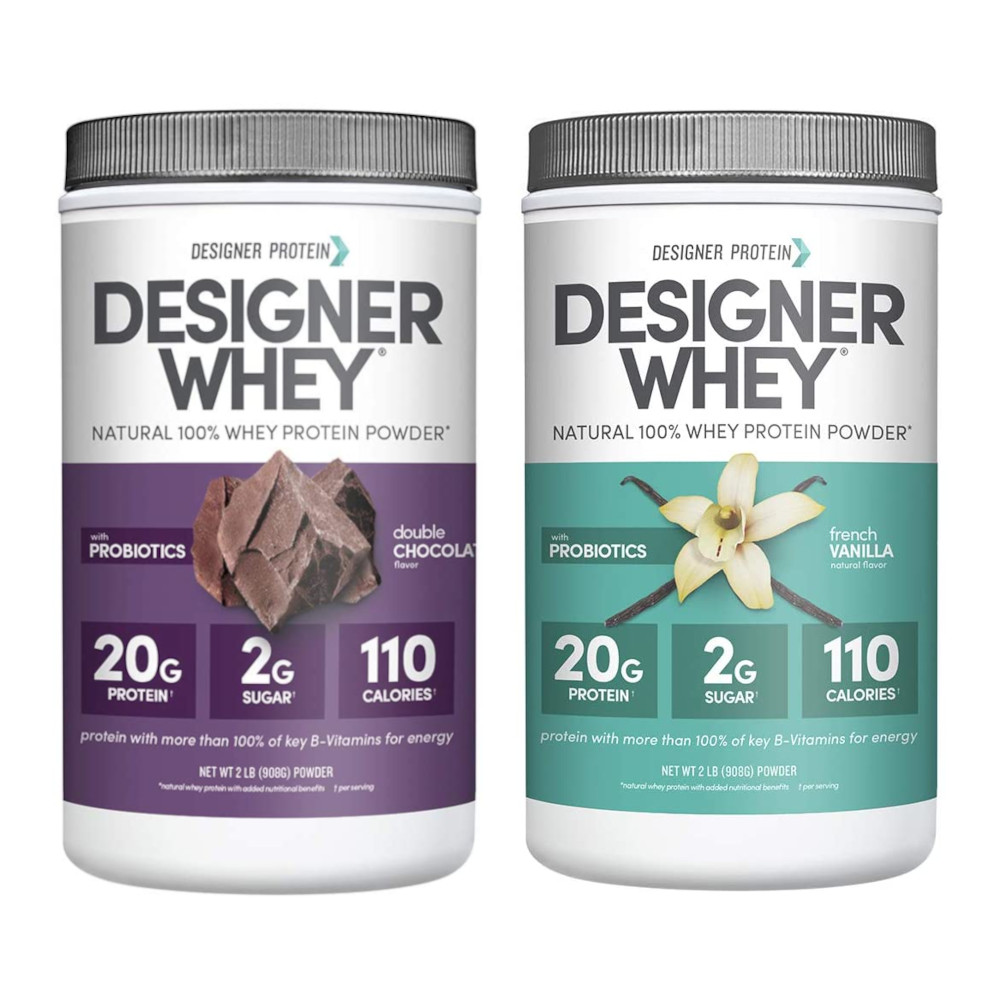 DESIGNER PROTEIN
DESIGNER
WHEY®
NATURAL 100% WHEY PROTEIN POWDER*
with
PROBIOTICS
double
CHOCOLAT
flavor
20G
PROTEIN†
2G
SUGAR†
110
CALORIES†
protein with more than 100% of key B-Vitamins for energy
NET WT 2 LB (908G) POWDER
*natural whey protein with added nutritional benefits † per serving
DESIGNER PROTEIN
DESIGNER
WHEY®
NATURAL 100% WHEY PROTEIN POWDER*
with
PROBIOTICS
french
VANILLA
natural flavor
20G
PROTEIN†
2G
SUGAR†
110
CALORIES†
protein with more than 100% of key B-Vitamins for energy
NET WT 2 LB (908G) POWDER
*natural whey protein with added nutritional benefits † per serving